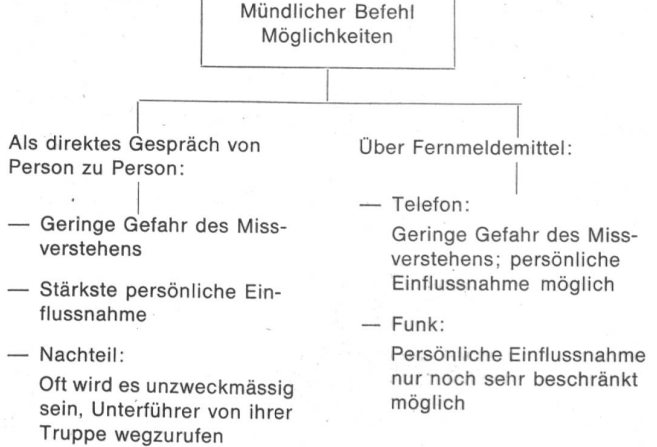 Mündlicher Befehl
Möglichkeiten
Als direktes Gespräch von
Person zu Person:
— Geringe Gefahr des Miss-
verstehens
— Stärkste persönliche Ein-
flussnahme
— Nachteil:
Oft wird es unzweckmässig
sein, Unterführer von ihrer
Truppe wegzurufen
Über Fernmeldemittel:
— Telefon:
Geringe Gefahr des Miss-
verstehens; persönliche
Einflussnahme möglich
— Funk:
Persönliche Einflussnahme
nur noch sehr beschränkt
möglich